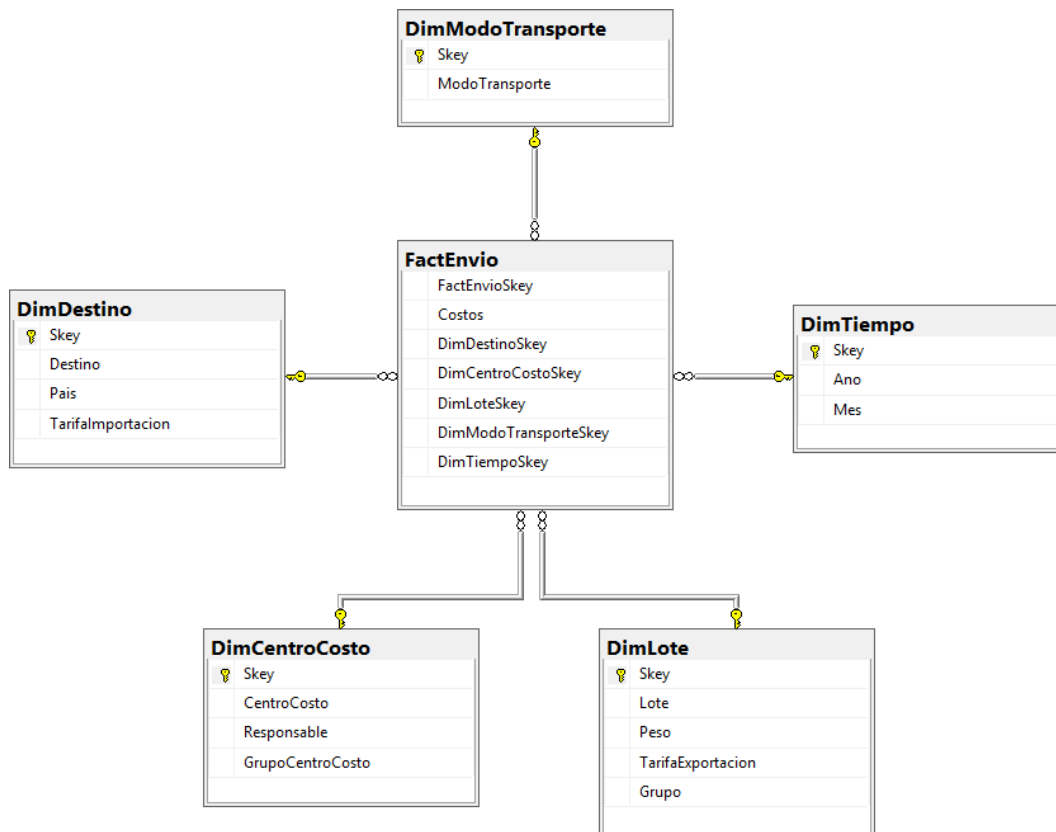 DimModoTransporte
Skey
ModoTransporte
FactEnvio
FactEnvioSkey
Costos
DimDestinoSkey
DimCentroCostoSkey
DimLoteSkey
DimModoTransporteSkey
DimTiempoSkey
DimDestino
Skey
Destino
Pais
TarifaImportacion
DimTiempo
Skey
Ano
Mes
DimCentroCosto
Skey
CentroCosto
Responsable
GrupoCentroCosto
DimLote
Skey
Lote
Peso
TarifaExportacion
Grupo